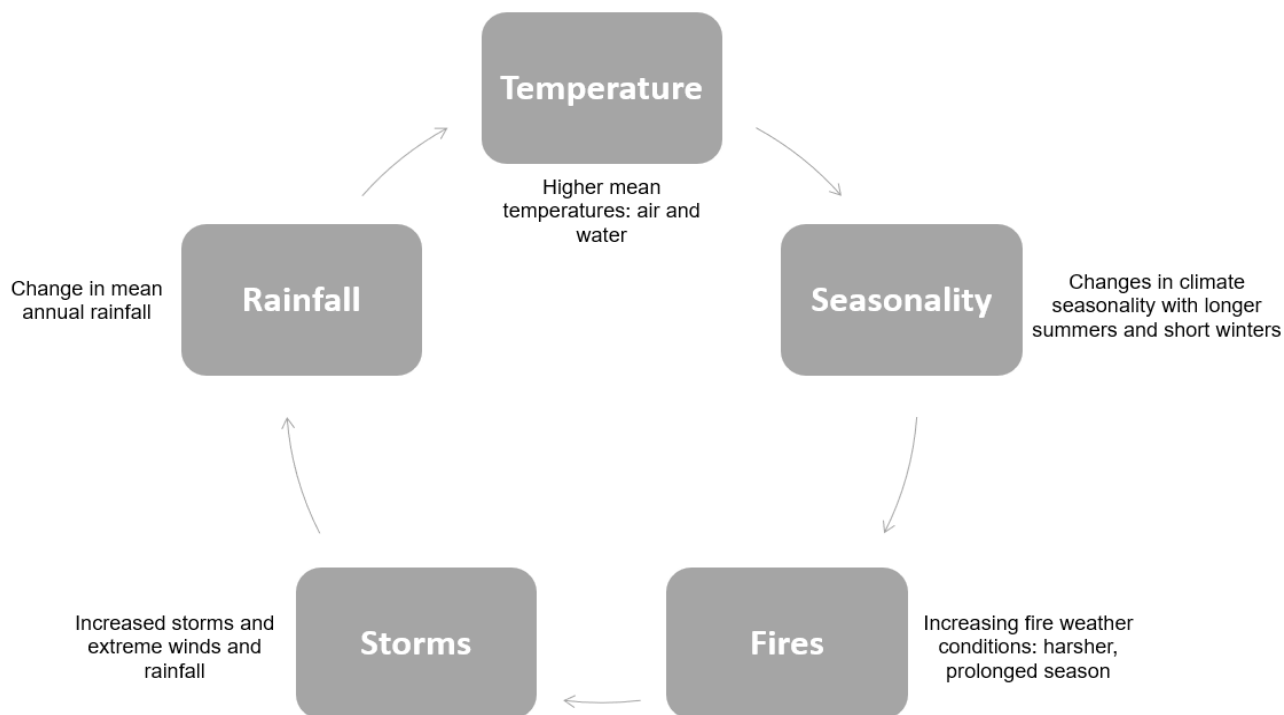 Temperature
Higher mean
temperatures: air and
water
Seasonality
Changes in climate
seasonality with longer
summers and short winters
Fires
Increasing fire weather
conditions: harsher,
prolonged season
Storms
Increased storms and
extreme winds and
rainfall
Rainfall
Change in mean
annual rainfall